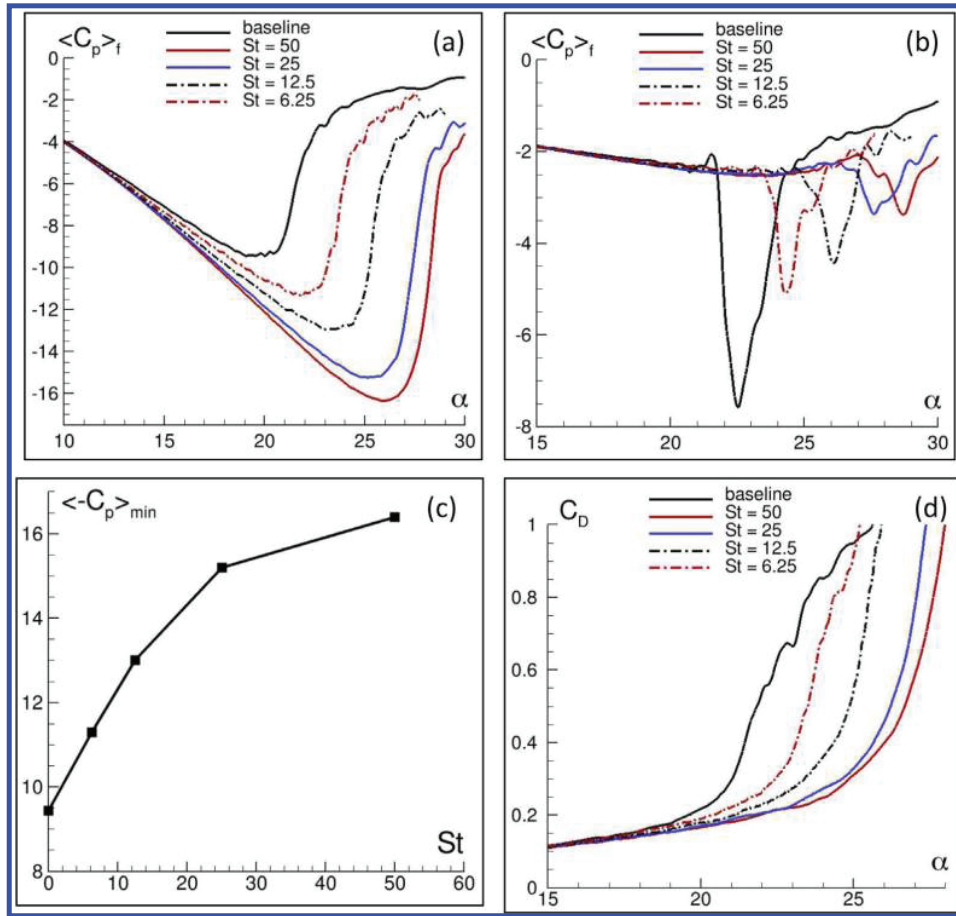 <Cp>f
baseline
St = 50
St = 25
St = 12.5
St = 6.25
(a)
0
-2
-4
-6
-8
-10
-12
-14
-16
α
10 15 20 25 30
<Cp>f
baseline
St = 50
St = 25
St = 12.5
St = 6.25
(b)
0
-2
-4
-6
-8
α
15 20 25 30
<-Cp>min
(c)
16
14
12
10
8
St
0 10 20 30 40 50 60
CD
baseline
St = 50
St = 25
St = 12.5
St = 6.25
(d)
1
0.8
0.6
0.4
0.2
0
α
15 20 25